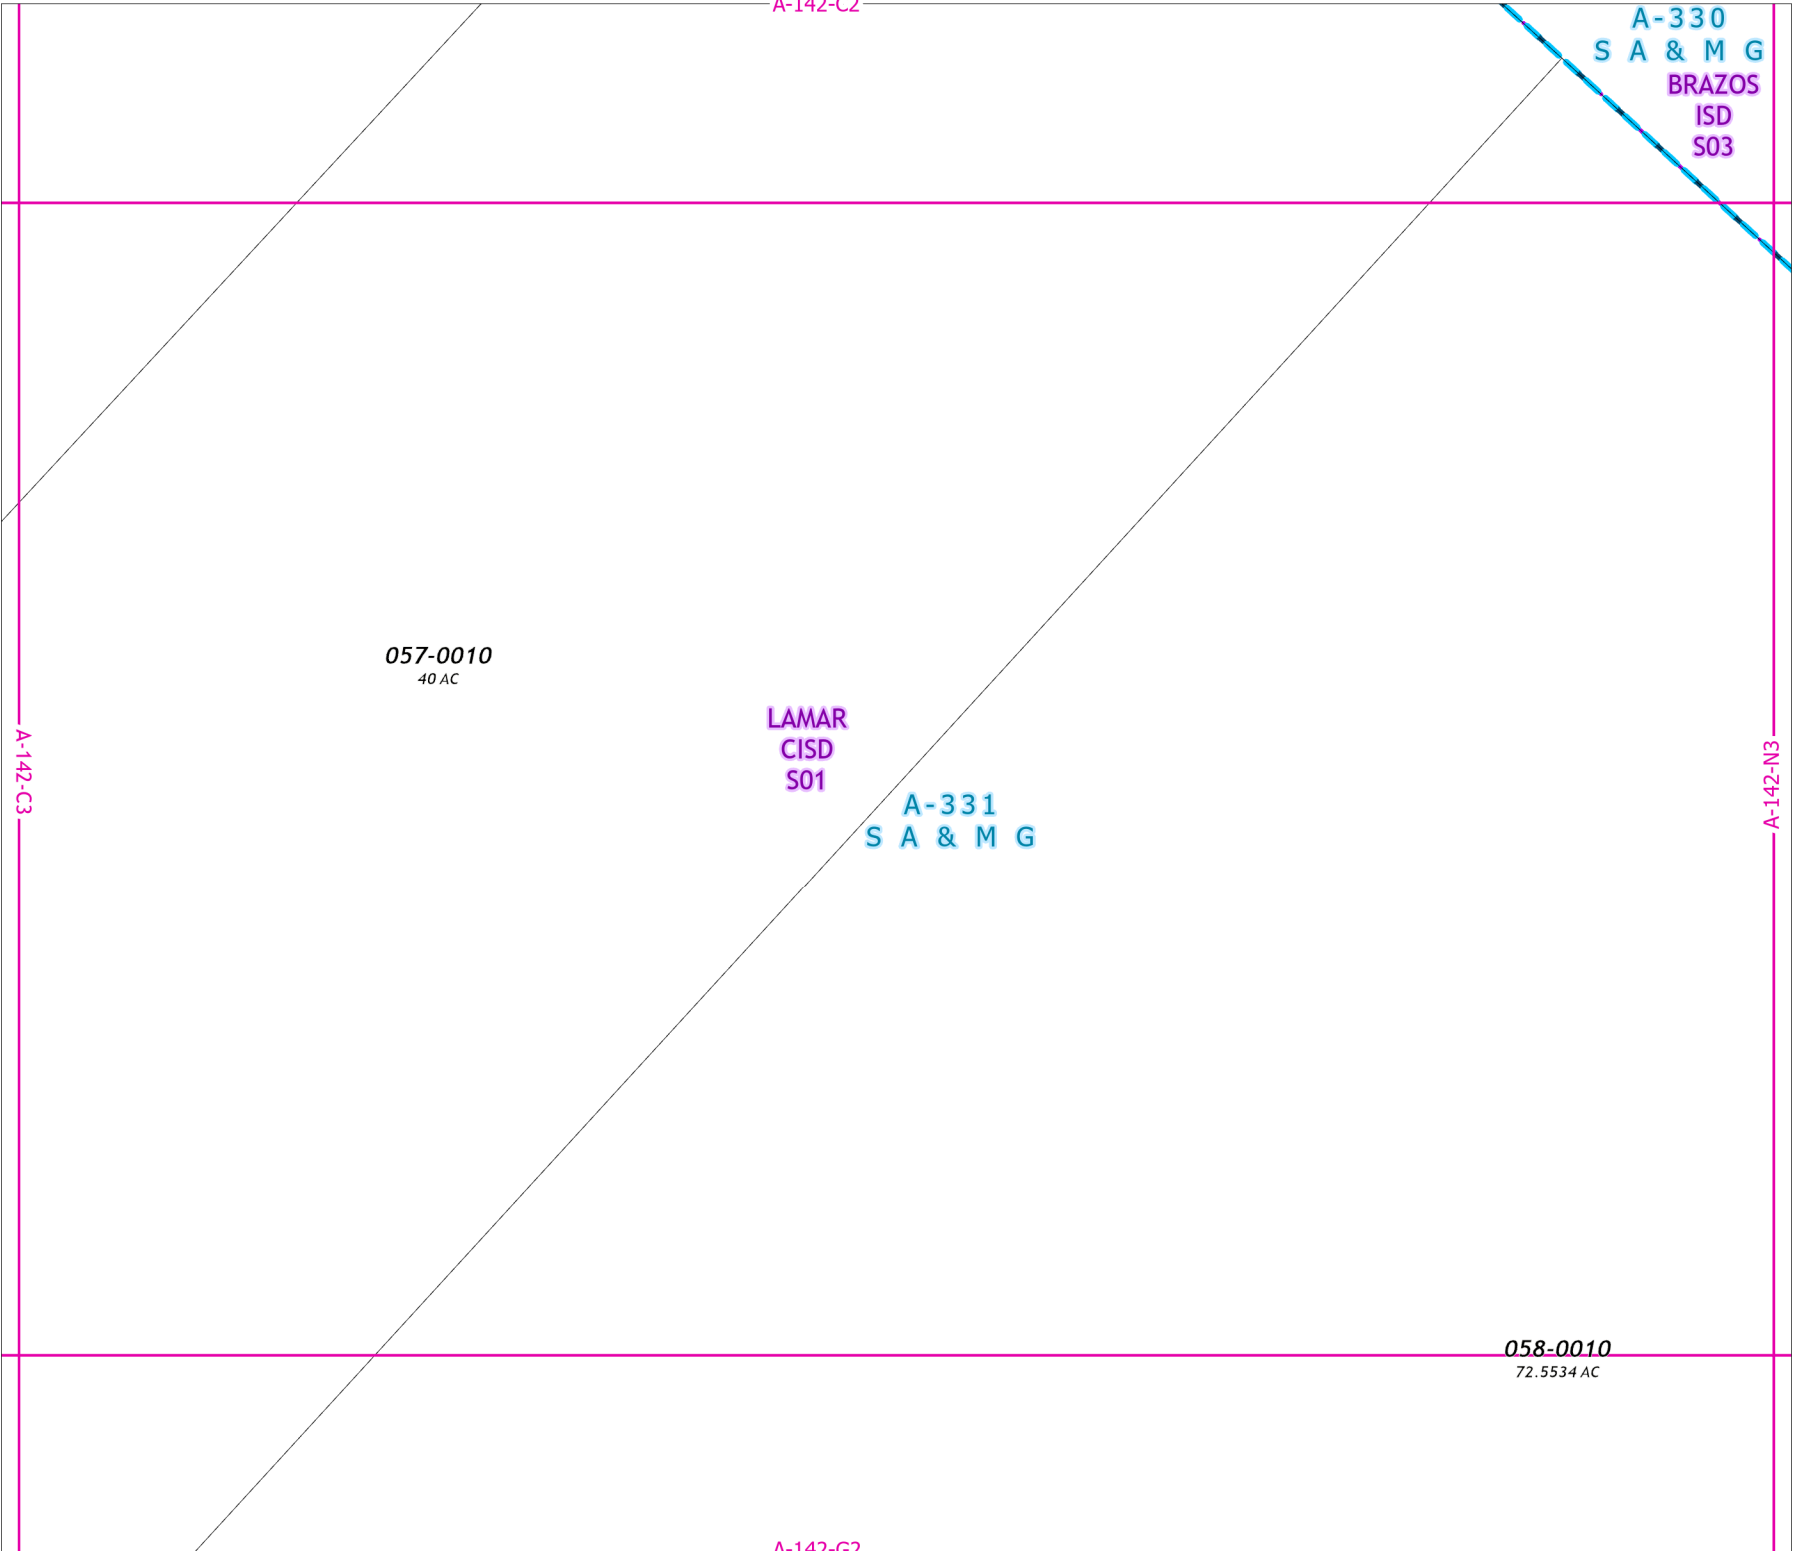 A-142-C2
A-330
S A & M G
BRAZOS
ISD
S03
057-0010
40 AC
LAMAR
CISD
S01
A-142-C3
A-142-N3
A-331
S A & M G
058-0010
72.5534 AC
A-142-G2